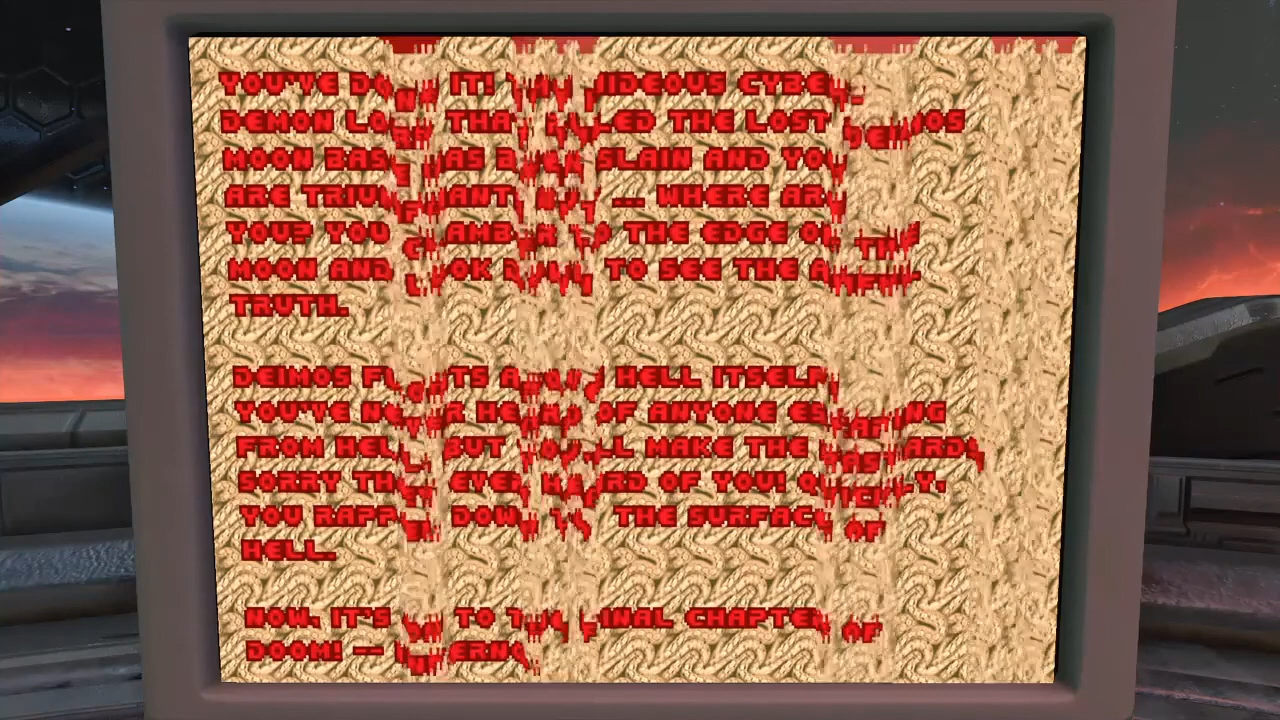 YOU'VE DONE IT! THE HIDEOUS CYBER-
DEMON LORD THAT RULED THE LOST DEIMOS
MOON BASE HAS BEEN SLAIN AND YOU
ARE TRIUMPHANT! BUT ... WHERE ARE
YOU? YOU CLAMBER TO THE EDGE OF THE
MOON AND LOOK DOWN TO SEE THE AWFUL
TRUTH.
DEIMOS FLOATS ABOVE HELL ITSELF!
YOU'VE NEVER HEARD OF ANYONE ESCAPING
FROM HELL, BUT YOU'LL MAKE THE BASTARDS
SORRY THEY EVER HEARD OF YOU! QUICKLY,
YOU RAPPEL DOWN TO THE SURFACE OF
HELL.
NOW, IT'S ON TO THE FINAL CHAPTER OF
DOOM! -- INFERNO.